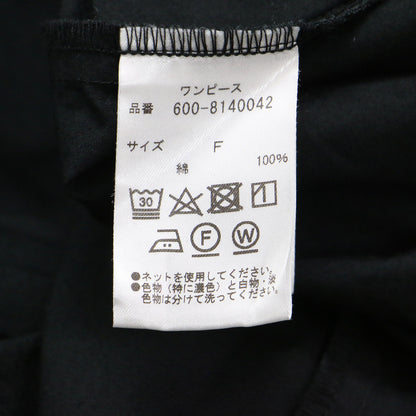 ワンピース
品番 600-8140042
サイズ F
綿 100%
30
F W
●ネットを使用してください。
●色物(特に濃色)と白物・淡
色物は分けて洗ってください。